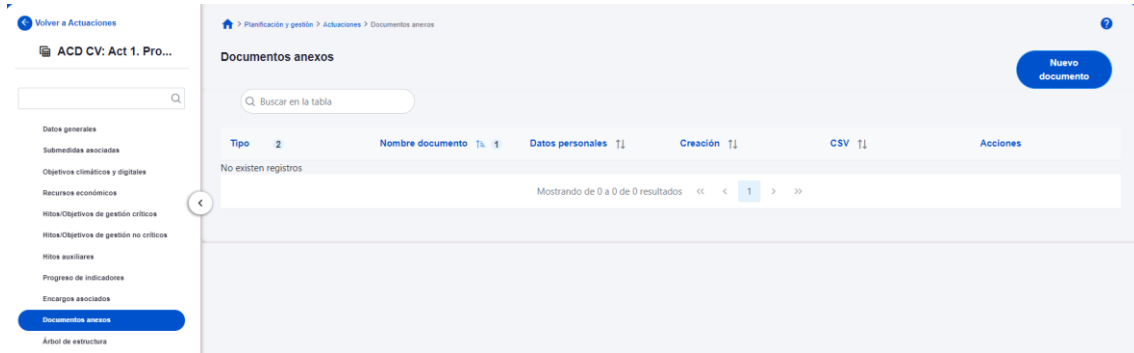 Volver a Actuaciones
ACD CV: Act 1. Pro...
Datos generales
Submedidas asociadas
Objetivos climáticos y digitales
Recursos económicos
Hitos/Objetivos de gestión críticos
Hitos/Objetivos de gestión no críticos
Hitos auxiliares
Progreso de indicadores
Encargos asociados
Documentos anexos
Árbol de estructura
> Planificación y gestión > Actuaciones > Documentos anexos
?
Documentos anexos
Nuevo
documento
Buscar en la tabla
Tipo 2 Nombre documento 1 Datos personales Creación CSV Acciones
No existen registros
Mostrando de 0 a 0 de 0 resultados << < 1 > >>